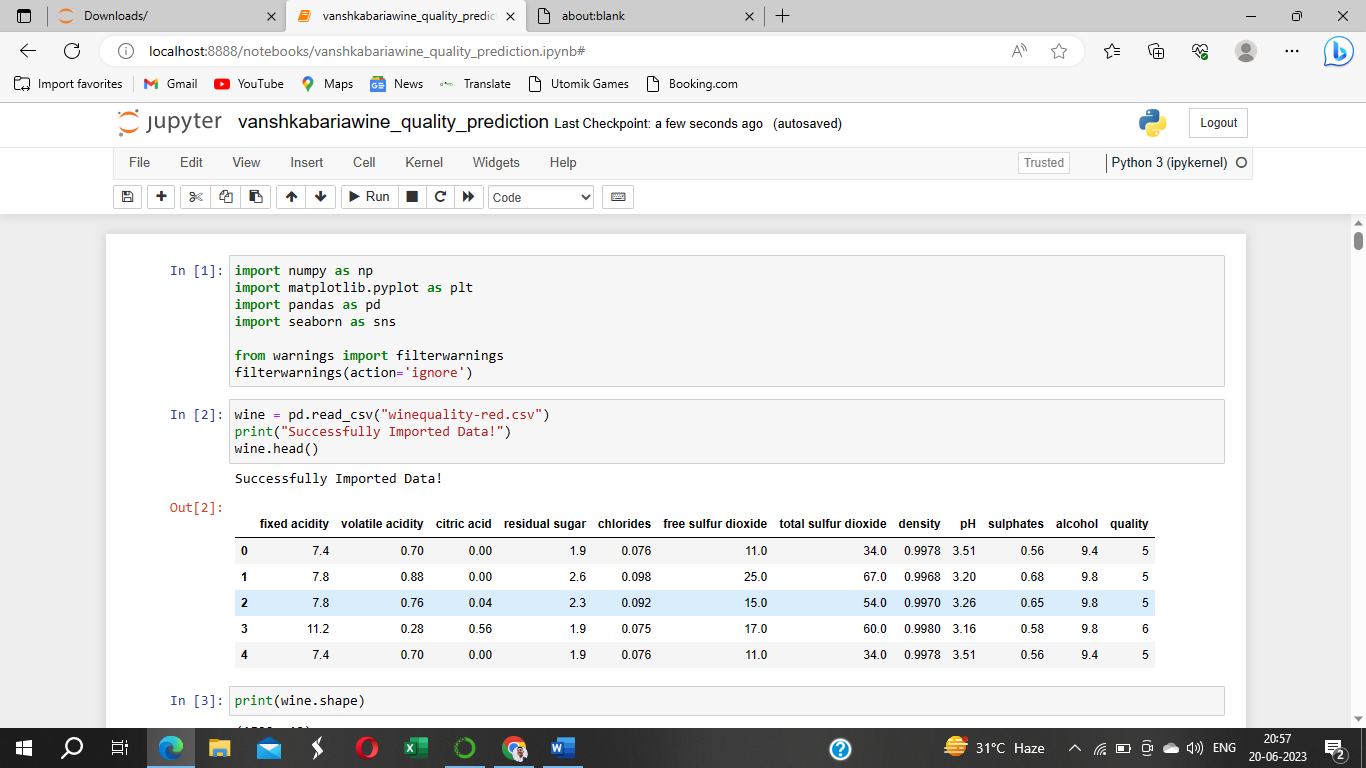 Downloads/ vanshkabariawine_quality_predic about:blank
localhost:8888/notebooks/vanshkabariawine_quality_prediction.ipynb#
Import favorites Gmail YouTube Maps News Translate Utomik Games Booking.com
jupyter vanshkabariawine_quality_prediction Last Checkpoint: a few seconds ago (autosaved) Logout
File Edit View Insert Cell Kernel Widgets Help Trusted Python 3 (ipykernel)
Run Code
In [1]: import numpy as np
import matplotlib.pyplot as plt
import pandas as pd
import seaborn as sns
from warnings import filterwarnings
filterwarnings(action='ignore')
In [2]: wine = pd.read_csv("winequality-red.csv")
print("Successfully Imported Data!")
wine.head()
Successfully Imported Data!
Out[2]:
fixed acidity volatile acidity citric acid residual sugar chlorides free sulfur dioxide total sulfur dioxide density pH sulphates alcohol quality
0 7.4 0.70 0.00 1.9 0.076 11.0 34.0 0.9978 3.51 0.56 9.4 5
1 7.8 0.88 0.00 2.6 0.098 25.0 67.0 0.9968 3.20 0.68 9.8 5
2 7.8 0.76 0.04 2.3 0.092 15.0 54.0 0.9970 3.26 0.65 9.8 5
3 11.2 0.28 0.56 1.9 0.075 17.0 60.0 0.9980 3.16 0.58 9.8 6
4 7.4 0.70 0.00 1.9 0.076 11.0 34.0 0.9978 3.51 0.56 9.4 5
In [3]: print(wine.shape)
31°C Haze ENG 20:57
20-06-2023 2